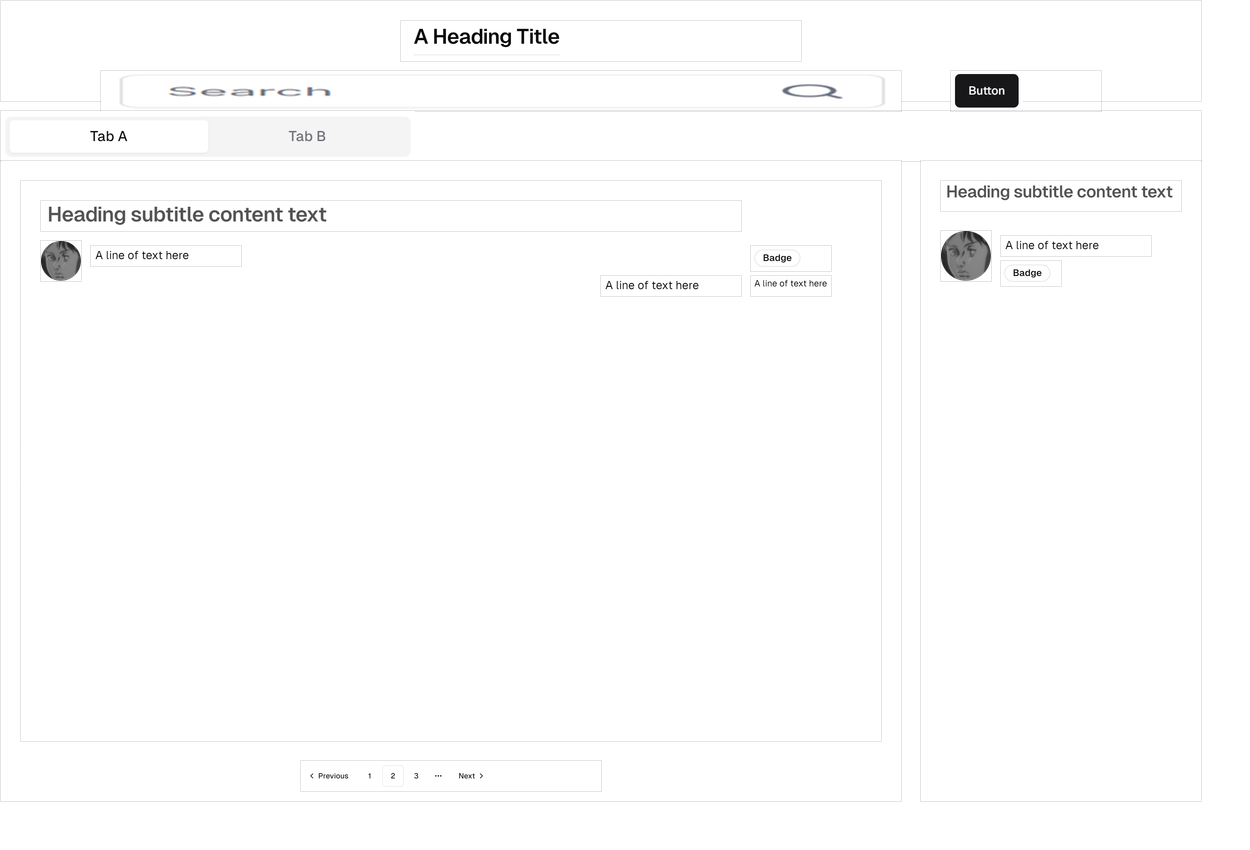 A Heading Title
Search
Button
Tab A
Tab B
Heading subtitle content text
A line of text here
Badge
A line of text here
A line of text here
Previous 1 2 3 ··· Next
Heading subtitle content text
A line of text here
Badge